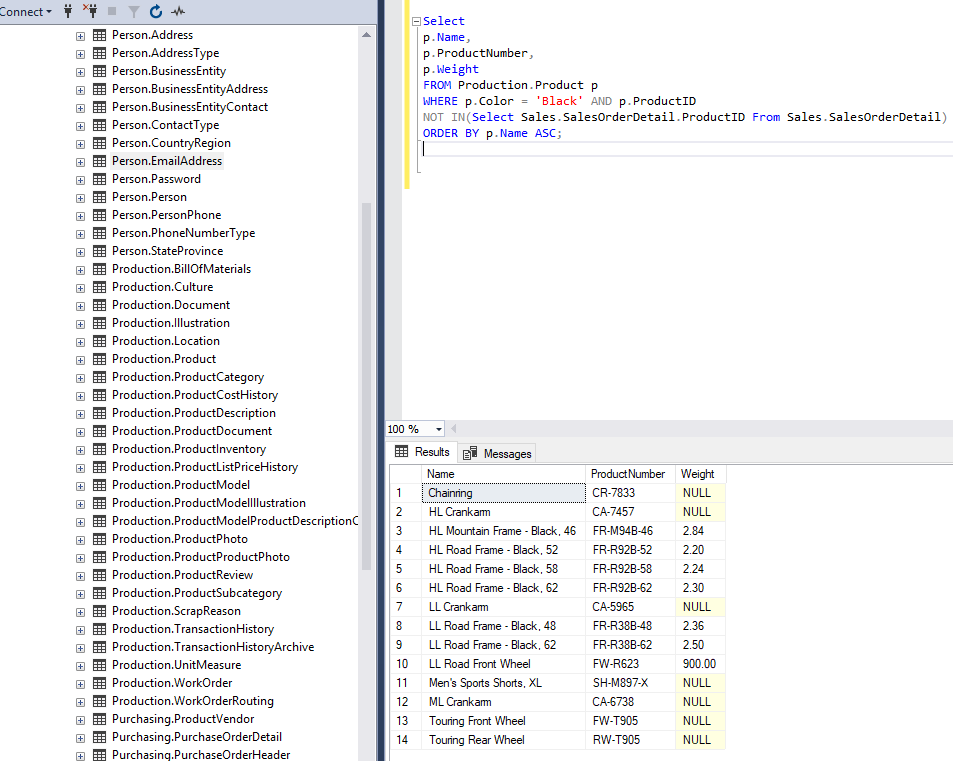 Connect
Person.Address
Person.AddressType
Person.BusinessEntity
Person.BusinessEntityAddress
Person.BusinessEntityContact
Person.ContactType
Person.CountryRegion
Person.EmailAddress
Person.Password
Person.Person
Person.PersonPhone
Person.PhoneNumberType
Person.StateProvince
Production.BillOfMaterials
Production.Culture
Production.Document
Production.Illustration
Production.Location
Production.Product
Production.ProductCategory
Production.ProductCostHistory
Production.ProductDescription
Production.ProductDocument
Production.ProductInventory
Production.ProductListPriceHistory
Production.ProductModel
Production.ProductModelIllustration
Production.ProductModelProductDescriptionC
Production.ProductPhoto
Production.ProductProductPhoto
Production.ProductReview
Production.ProductSubcategory
Production.ScrapReason
Production.TransactionHistory
Production.TransactionHistoryArchive
Production.UnitMeasure
Production.WorkOrder
Production.WorkOrderRouting
Purchasing.ProductVendor
Purchasing.PurchaseOrderDetail
Purchasing.PurchaseOrderHeader
Select
p.Name,
p.ProductNumber,
p.Weight
FROM Production.Product p
WHERE p.Color = 'Black' AND p.ProductID
NOT IN(Select Sales.SalesOrderDetail.ProductID From Sales.SalesOrderDetail)
ORDER BY p.Name ASC;
100 %
Results Messages
Name ProductNumber Weight
1 Chainring CR-7833 NULL
2 HL Crankarm CA-7457 NULL
3 HL Mountain Frame - Black, 46 FR-M94B-46 2.84
4 HL Road Frame - Black, 52 FR-R92B-52 2.20
5 HL Road Frame - Black, 58 FR-R92B-58 2.24
6 HL Road Frame - Black, 62 FR-R92B-62 2.30
7 LL Crankarm CA-5965 NULL
8 LL Road Frame - Black, 48 FR-R38B-48 2.36
9 LL Road Frame - Black, 62 FR-R38B-62 2.50
10 LL Road Front Wheel FW-R623 900.00
11 Men's Sports Shorts, XL SH-M897-X NULL
12 ML Crankarm CA-6738 NULL
13 Touring Front Wheel FW-T905 NULL
14 Touring Rear Wheel RW-T905 NULL